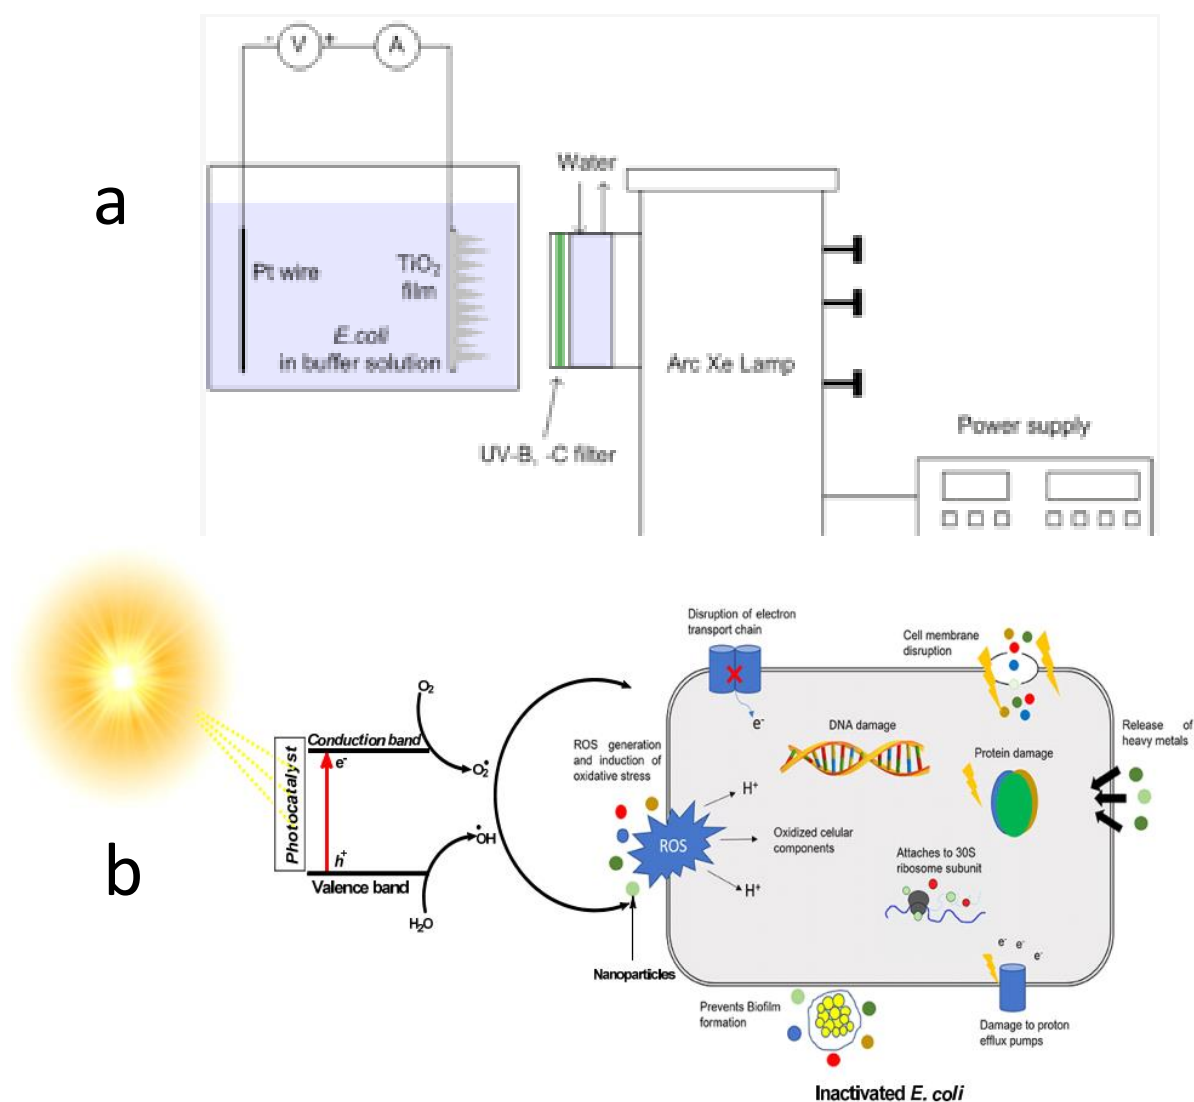 a
- V + A
Water
Pt wire
TiO2
film
E.coli
in buffer solution
Arc Xe Lamp
UV-B, -C filter
Power supply
b
Photocatalyst
Conduction band
e-
h+
Valence band
O2
O2•
•OH
H2O
Disruption of electron
transport chain
e-
Cell membrane
disruption
Release of
heavy metals
ROS generation
and induction of
oxidative stress
DNA damage
Protein damage
ROS
H+
Oxidized celular
components
H+
Attaches to 30S
ribosome subunit
Nanoparticles
e- e- e-
Prevents Biofilm
formation
Damage to proton
efflux pumps
Inactivated E. coli